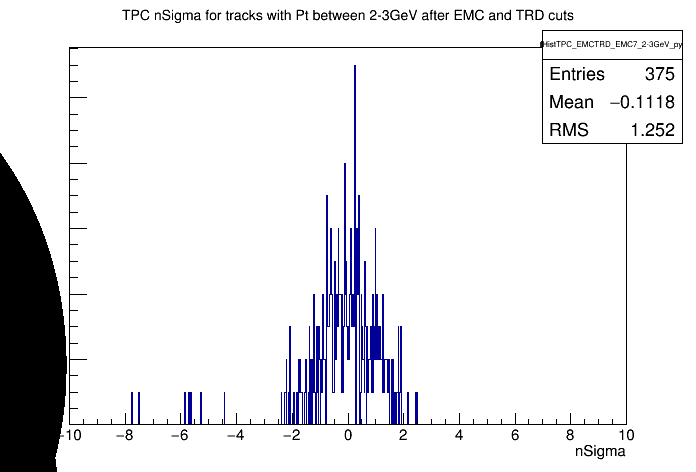 TPC nSigma for tracks with Pt between 2-3GeV after EMC and TRD cuts
HistTPC_EMCTRD_EMC7_2-3GeV_py
Entries 375
Mean −0.1118
RMS 1.252
−10 −8 −6 −4 −2 0 2 4 6 8 10
nSigma